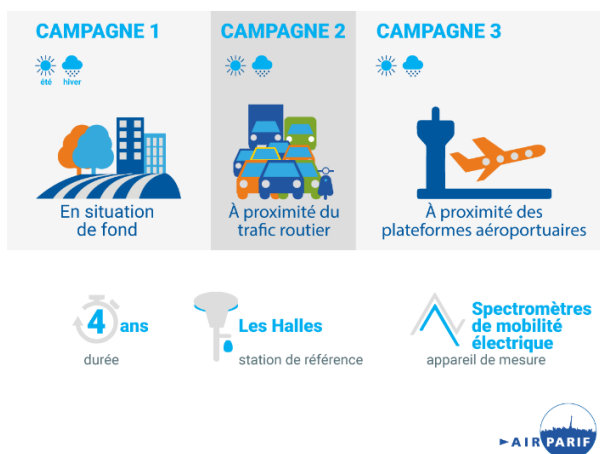 CAMPAGNE 1
été
hiver
En situation
de fond
CAMPAGNE 2
À proximité du
trafic routier
CAMPAGNE 3
À proximité des
plateformes aéroportuaires
4 ans
durée
Les Halles
station de référence
Spectromètres
de mobilité
électrique
appareil de mesure
AIRPARIF